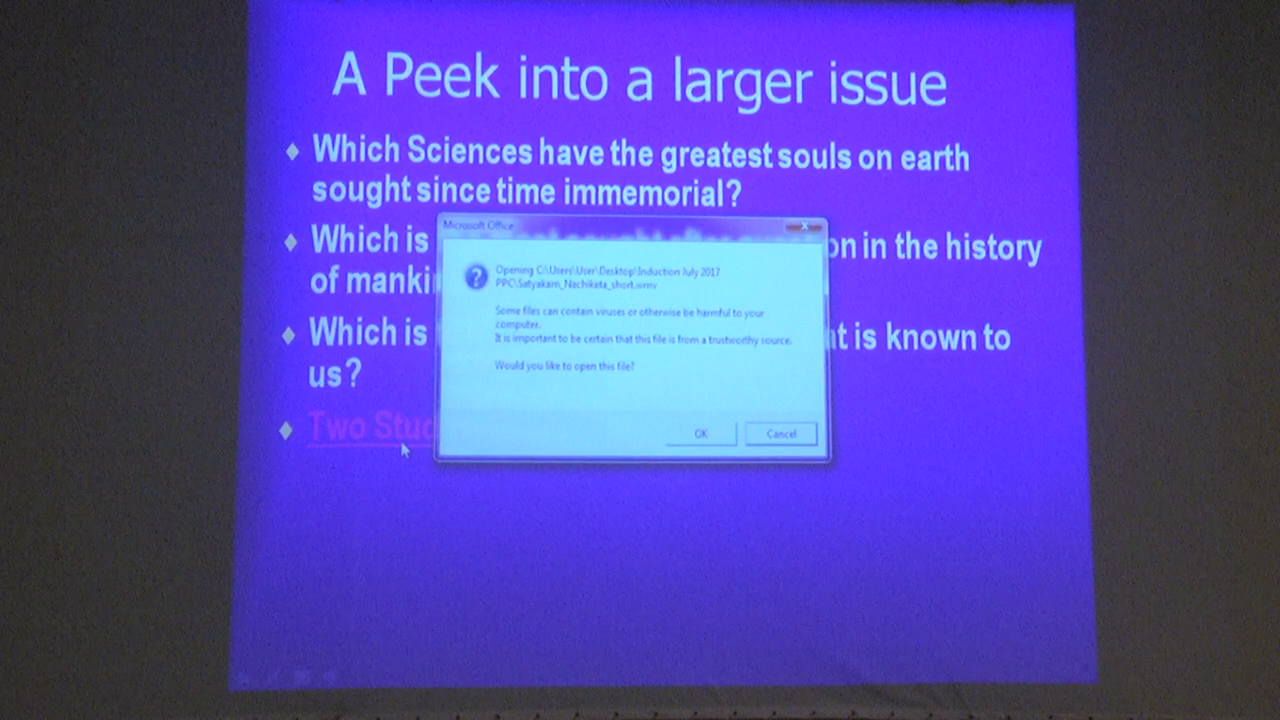 A Peek into a larger issue
Which Sciences have the greatest souls on earth
sought since time immemorial?
Which is on in the history
of manki
Which is at is known to
us?
Two Stud
Microsoft Office
Opening C:\Users\User\Desktop\Induction July 2017
PPC\Satyakam_Nachiketa_short.wmv
Some files can contain viruses or otherwise be harmful to your
computer.
It is important to be certain that this file is from a trustworthy source.
Would you like to open this file?
OK Cancel